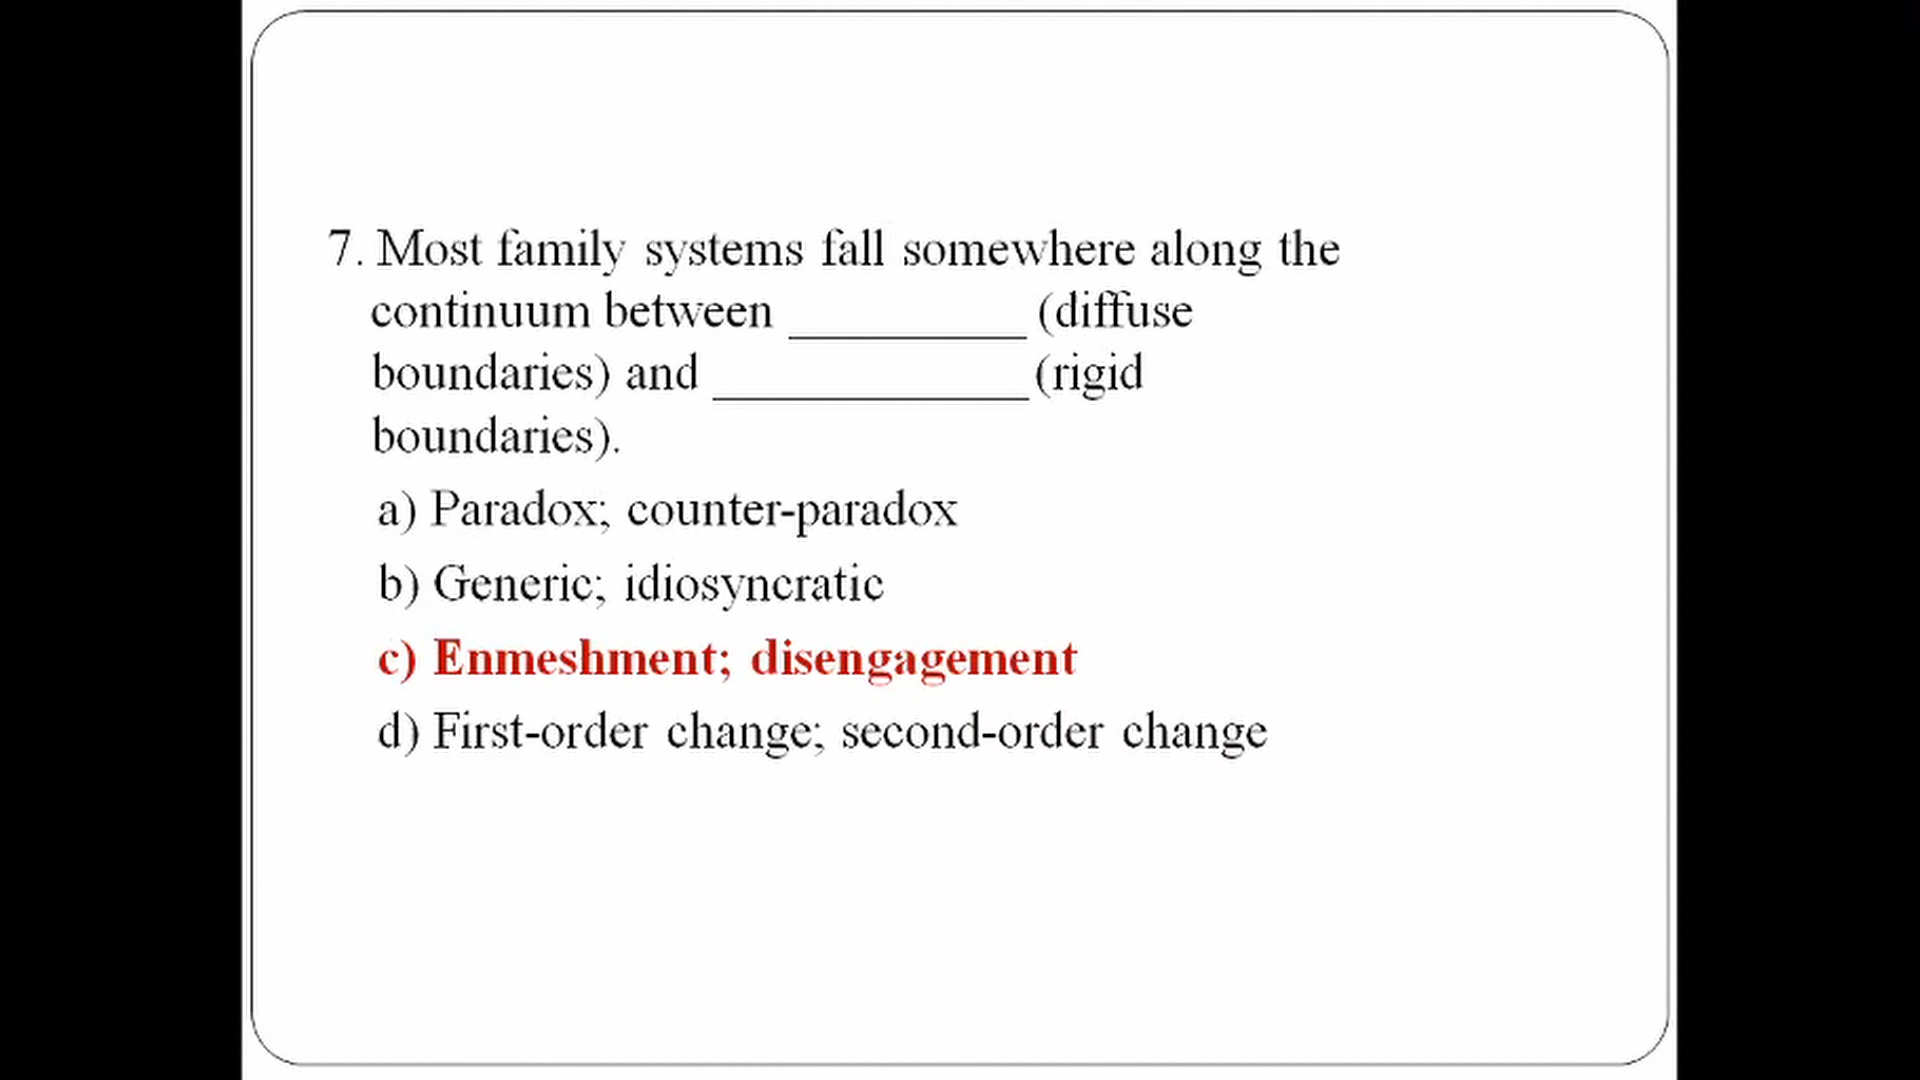 7. Most family systems fall somewhere along the
continuum between __________ (diffuse
boundaries) and _____________ (rigid
boundaries).
a) Paradox; counter-paradox
b) Generic; idiosyncratic
c) Enmeshment; disengagement
d) First-order change; second-order change